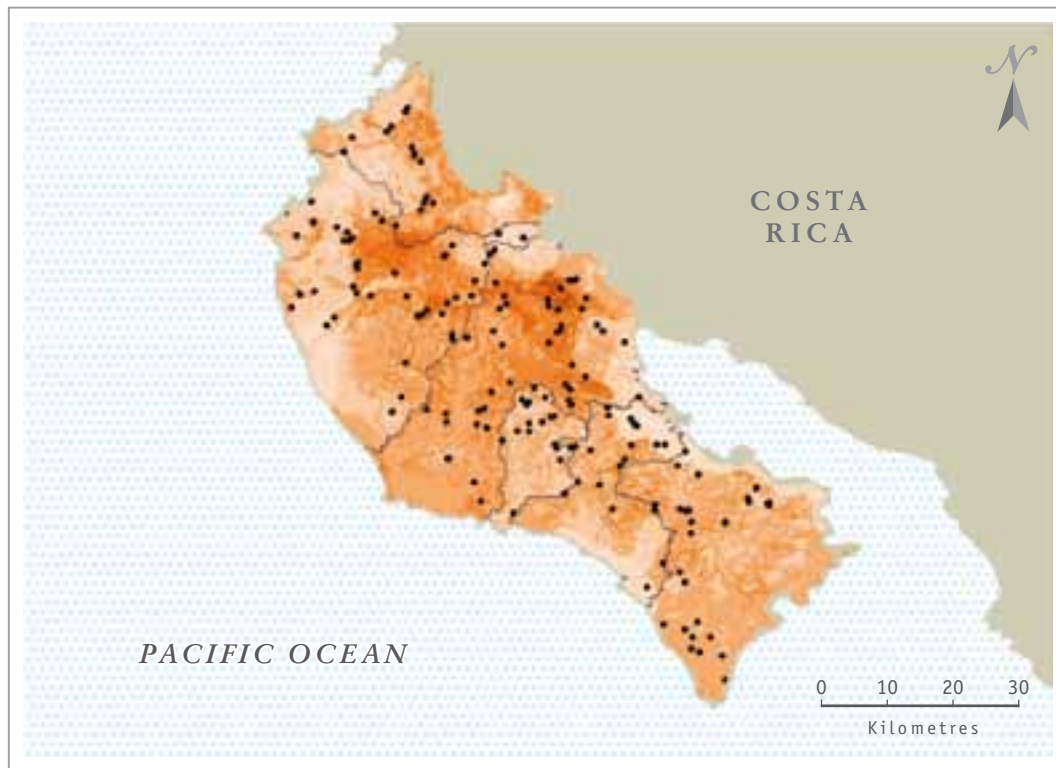 N
COSTA
RICA
PACIFIC OCEAN
0 10 20 30
Kilometres